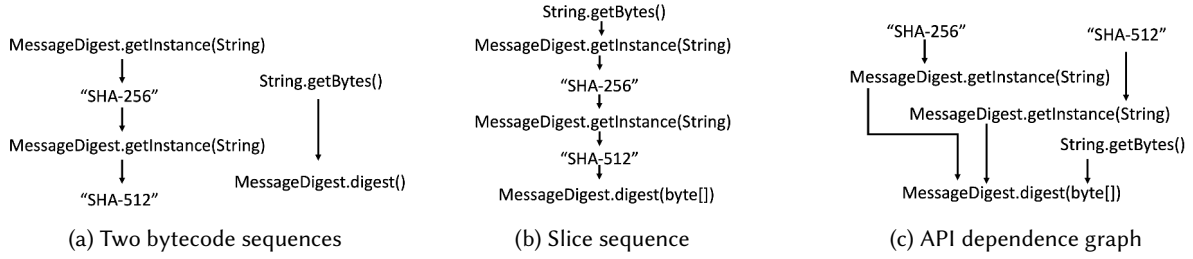 MessageDigest.getInstance(String)
"SHA-256"
MessageDigest.getInstance(String)
"SHA-512"
String.getBytes()
MessageDigest.digest()
(a) Two bytecode sequences
String.getBytes()
MessageDigest.getInstance(String)
"SHA-256"
MessageDigest.getInstance(String)
"SHA-512"
MessageDigest.digest(byte[])
(b) Slice sequence
"SHA-256"
"SHA-512"
MessageDigest.getInstance(String)
MessageDigest.getInstance(String)
String.getBytes()
MessageDigest.digest(byte[])
(c) API dependence graph